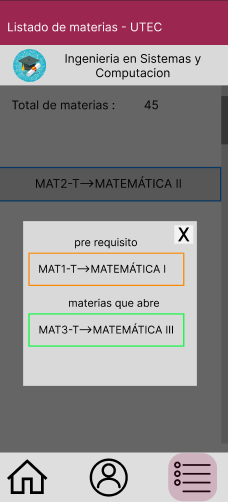 Listado de materias - UTEC
Ingenieria en Sistemas y
Computacion
Total de materias : 45
MAT2-T→MATEMÁTICA II
X
pre requisito
MAT1-T→MATEMÁTICA I
materias que abre
MAT3-T→MATEMÁTICA III